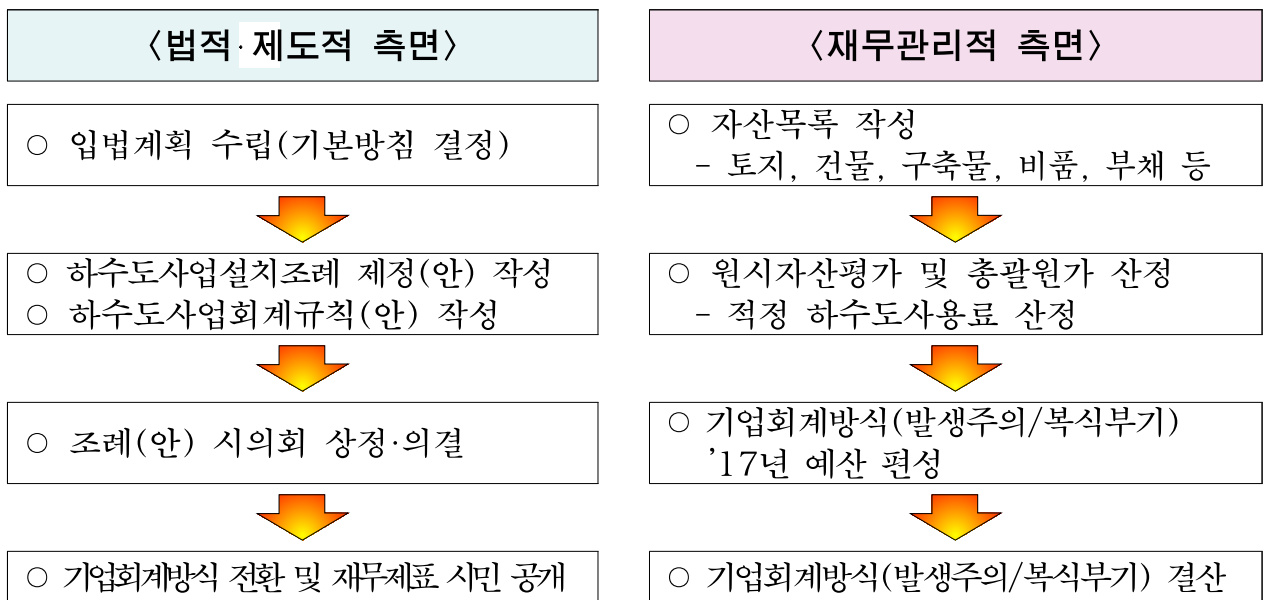 〈법적·제도적 측면〉
○ 입법계획 수립(기본방침 결정)
○ 하수도사업설치조례 제정(안) 작성
○ 하수도사업회계규칙(안) 작성
○ 조례(안) 시의회 상정·의결
○ 기업회계방식 전환 및 재무제표 시민 공개
〈재무관리적 측면〉
○ 자산목록 작성
- 토지, 건물, 구축물, 비품, 부채 등
○ 원시자산평가 및 총괄원가 산정
- 적정 하수도사용료 산정
○ 기업회계방식(발생주의/복식부기)
’17년 예산 편성
○ 기업회계방식(발생주의/복식부기) 결산